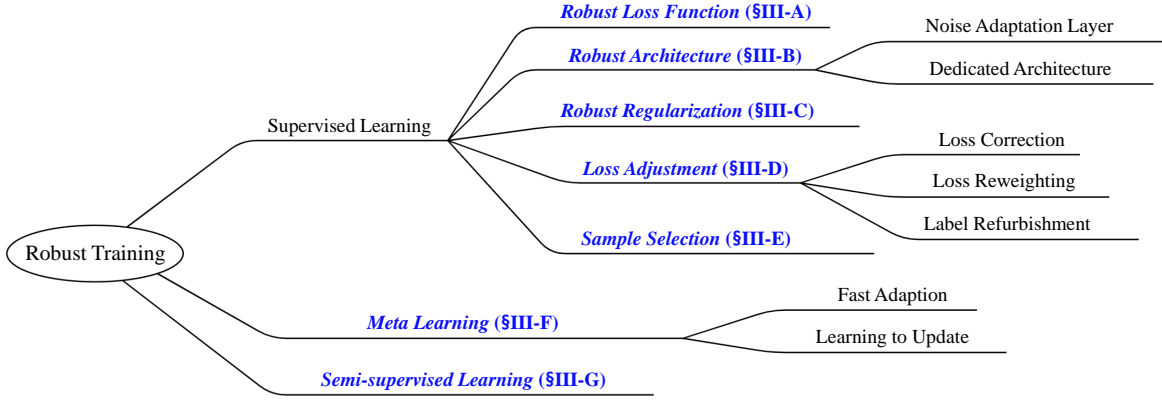 Robust Loss Function (§III-A)
Noise Adaptation Layer
Robust Architecture (§III-B)
Dedicated Architecture
Robust Regularization (§III-C)
Supervised Learning
Loss Correction
Loss Adjustment (§III-D)
Loss Reweighting
Label Refurbishment
Sample Selection (§III-E)
Robust Training
Fast Adaption
Meta Learning (§III-F)
Learning to Update
Semi-supervised Learning (§III-G)